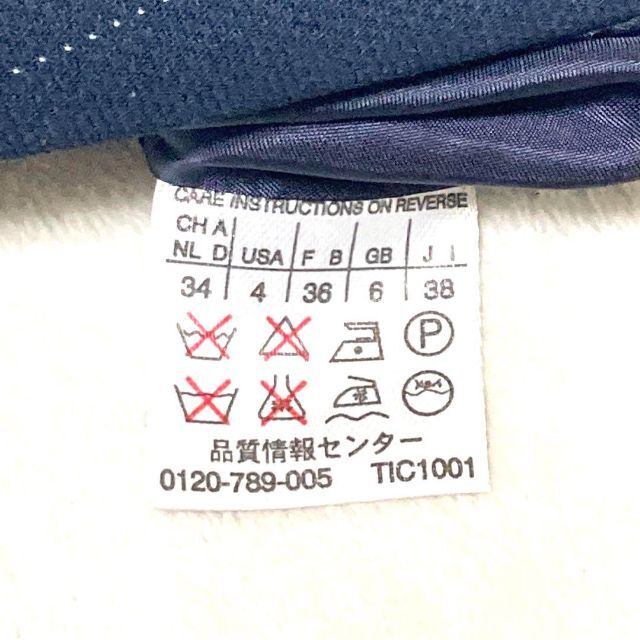 CARE INSTRUCTIONS ON REVERSE
CH A
NL D USA F B GB J I
34 4 36 6 38
P
品質情報センター
0120-789-005 TIC1001